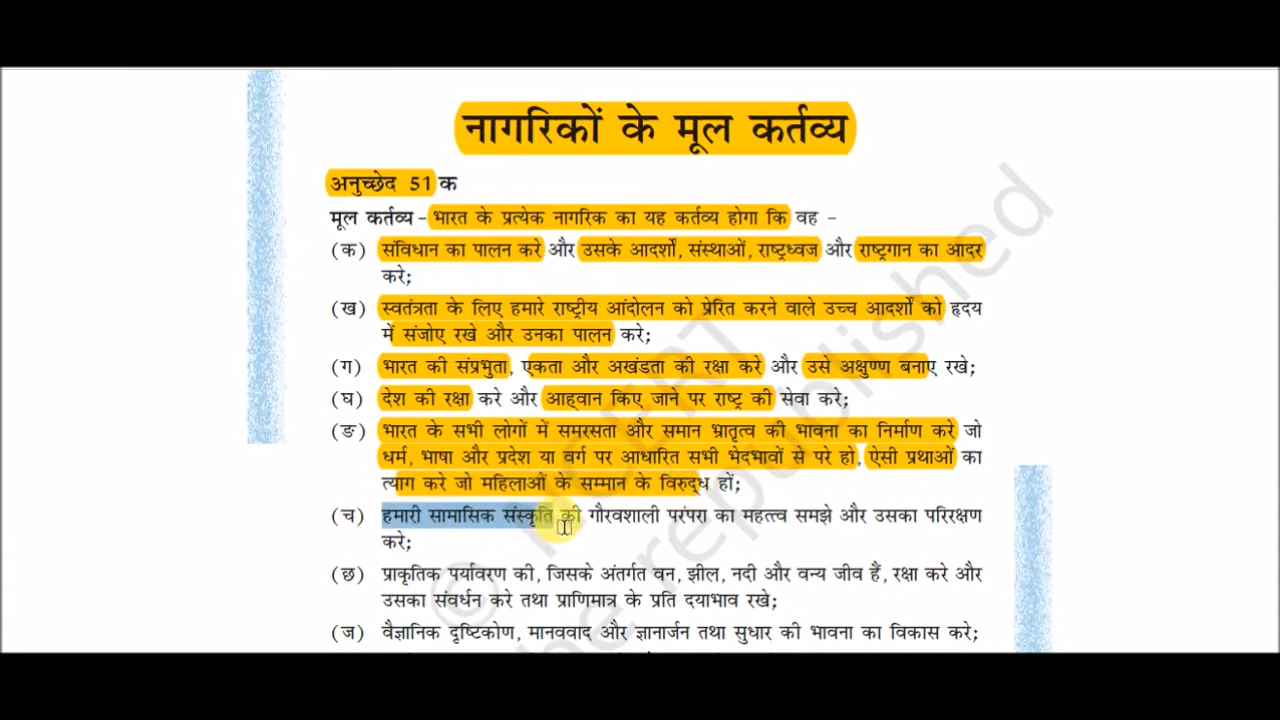 नागरिकों के मूल कर्तव्य
अनुच्छेद 51 क
मूल कर्तव्य - भारत के प्रत्येक नागरिक का यह कर्तव्य होगा कि वह -
(क) संविधान का पालन करे और उसके आदर्शों, संस्थाओं, राष्ट्रध्वज और राष्ट्रगान का आदर
करे;
(ख) स्वतंत्रता के लिए हमारे राष्ट्रीय आंदोलन को प्रेरित करने वाले उच्च आदर्शों को हृदय
में संजोए रखे और उनका पालन करे;
(ग) भारत की संप्रभुता, एकता और अखंडता की रक्षा करे और उसे अक्षुण्ण बनाए रखे;
(घ) देश की रक्षा करे और आह्वान किए जाने पर राष्ट्र की सेवा करे;
(ङ) भारत के सभी लोगों में समरसता और समान भ्रातृत्व की भावना का निर्माण करे जो
धर्म, भाषा और प्रदेश या वर्ग पर आधारित सभी भेदभावों से परे हो, ऐसी प्रथाओं का
त्याग करे जो महिलाओं के सम्मान के विरुद्ध हों;
(च) हमारी सामासिक संस्कृति की गौरवशाली परंपरा का महत्त्व समझे और उसका परिरक्षण
करे;
(छ) प्राकृतिक पर्यावरण की, जिसके अंतर्गत वन, झील, नदी और वन्य जीव हैं, रक्षा करे और
उसका संवर्धन करे तथा प्राणिमात्र के प्रति दयाभाव रखे;
(ज) वैज्ञानिक दृष्टिकोण, मानववाद और ज्ञानार्जन तथा सुधार की भावना का विकास करे;
© NCERT
be republished